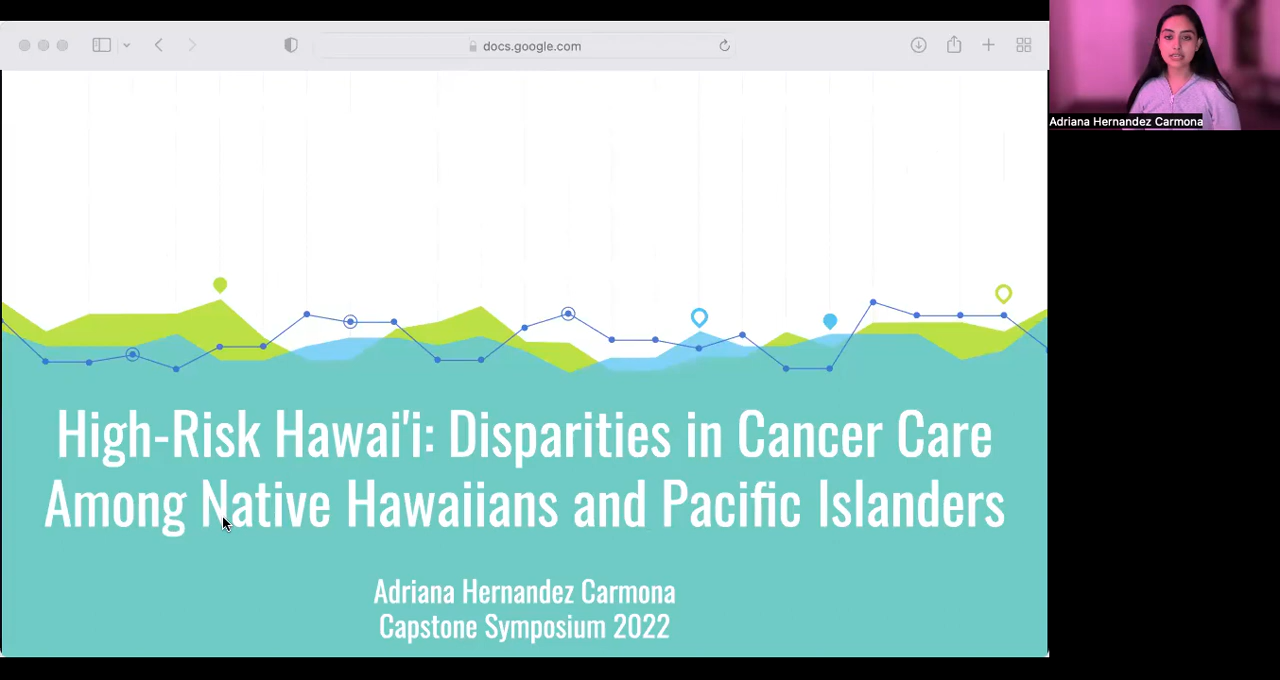 docs.google.com
Adriana Hernandez Carmona
High-Risk Hawai'i: Disparities in Cancer Care
Among Native Hawaiians and Pacific Islanders
Adriana Hernandez Carmona
Capstone Symposium 2022